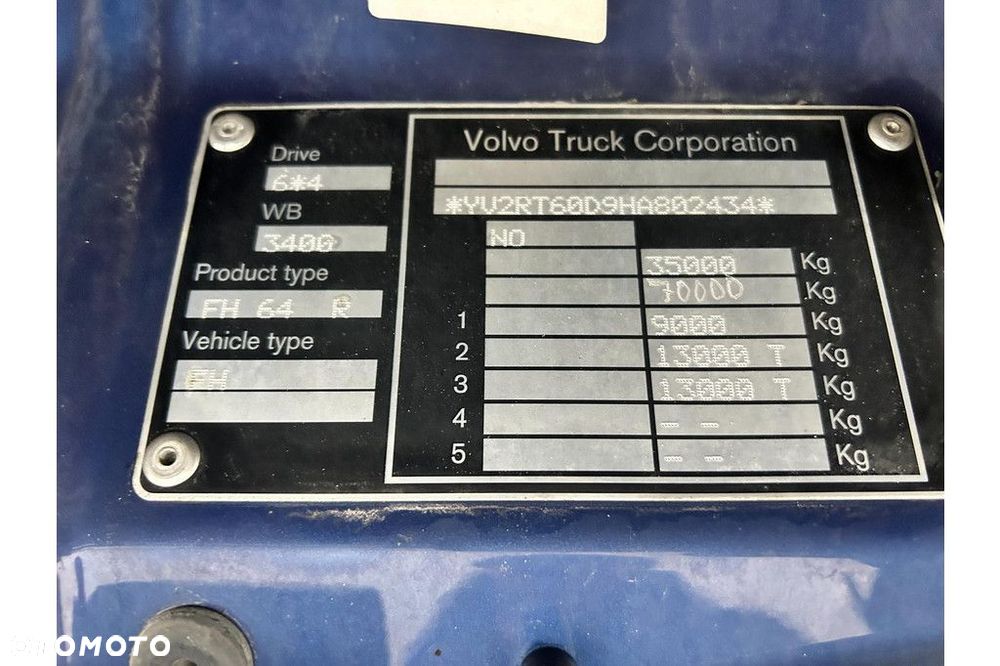 Drive
6*4
WB
3400
Product type
FH 64 R
Vehicle type
FH
Volvo Truck Corporation
*YV2RT60D9HA802434*
NO
35000 Kg
70000 Kg
1 9000 Kg
2 13000 T Kg
3 13000 T Kg
4 -- -- Kg
5 -- -- Kg
OTOMOTO